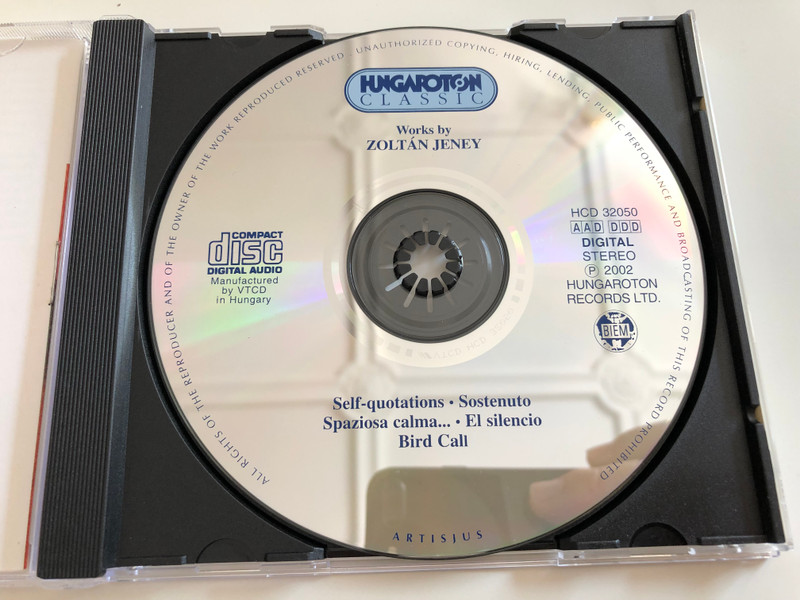 ALL RIGHTS OF THE REPRODUCER AND OF THE OWNER OF THE WORK REPRODUCED RESERVED · UNAUTHORIZED COPYING, HIRING, LENDING, PUBLIC PERFORMANCE AND BROADCASTING OF THIS RECORD PROHIBITED
HUNGAROTON
CLASSIC
Works by
ZOLTÁN JENEY
COMPACT
disc
DIGITAL AUDIO
Manufactured
by VTCD
in Hungary
HCD 32050
AAD DDD
DIGITAL
STEREO
℗ 2002
HUNGAROTON
RECORDS LTD.
BIEM
Self-quotations • Sostenuto
Spaziosa calma... • El silencio
Bird Call
ARTISJUS